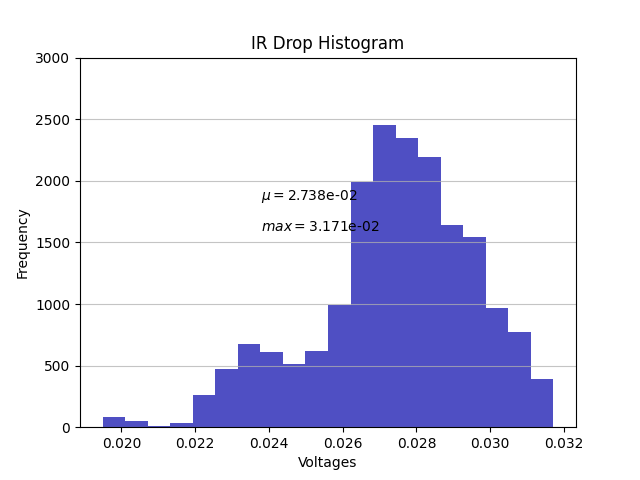 IR Drop Histogram
3000
2500
2000
1500
1000
500
0
Frequency
μ = 2.738e-02
max = 3.171e-02
0.020 0.022 0.024 0.026 0.028 0.030 0.032
Voltages